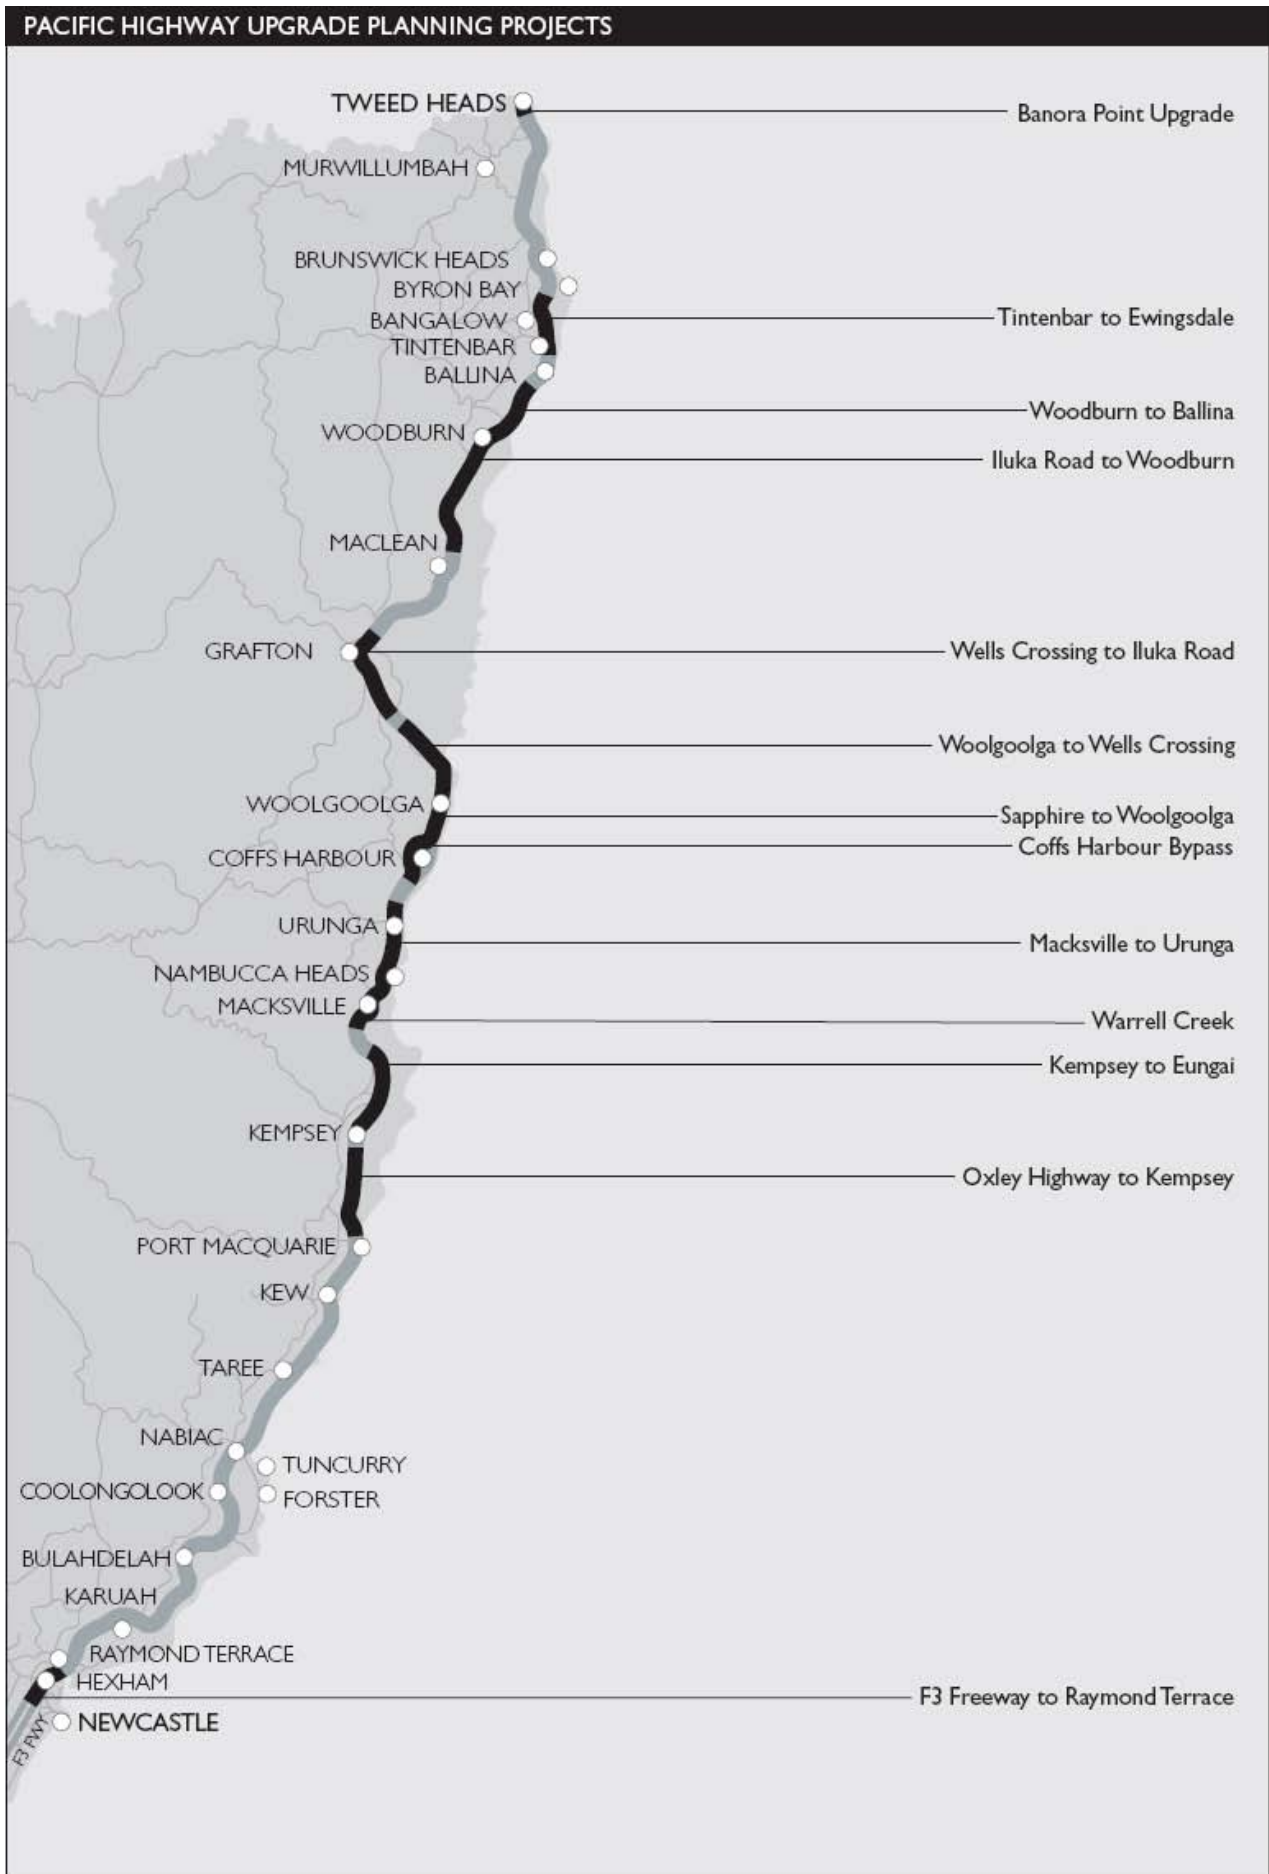 PACIFIC HIGHWAY UPGRADE PLANNING PROJECTS
TWEED HEADS
Banora Point Upgrade
MURWILLUMBAH
BRUNSWICK HEADS
BYRON BAY
BANGALOW
Tintenbar to Ewingsdale
TINTENBAR
BALLINA
Woodburn to Ballina
WOODBURN
Iluka Road to Woodburn
MACLEAN
GRAFTON
Wells Crossing to Iluka Road
Woolgoolga to Wells Crossing
WOOLGOOLGA
Sapphire to Woolgoolga
Coffs Harbour Bypass
COFFS HARBOUR
URUNGA
Macksville to Urunga
NAMBUCCA HEADS
MACKSVILLE
Warrell Creek
Kempsey to Eungai
KEMPSEY
Oxley Highway to Kempsey
PORT MACQUARIE
KEW
TAREE
NABIAC
TUNCURRY
COOLONGOLOOK
FORSTER
BULAHDELAH
KARUAH
RAYMOND TERRACE
HEXHAM
F3 Freeway to Raymond Terrace
NEWCASTLE
F3 FWY